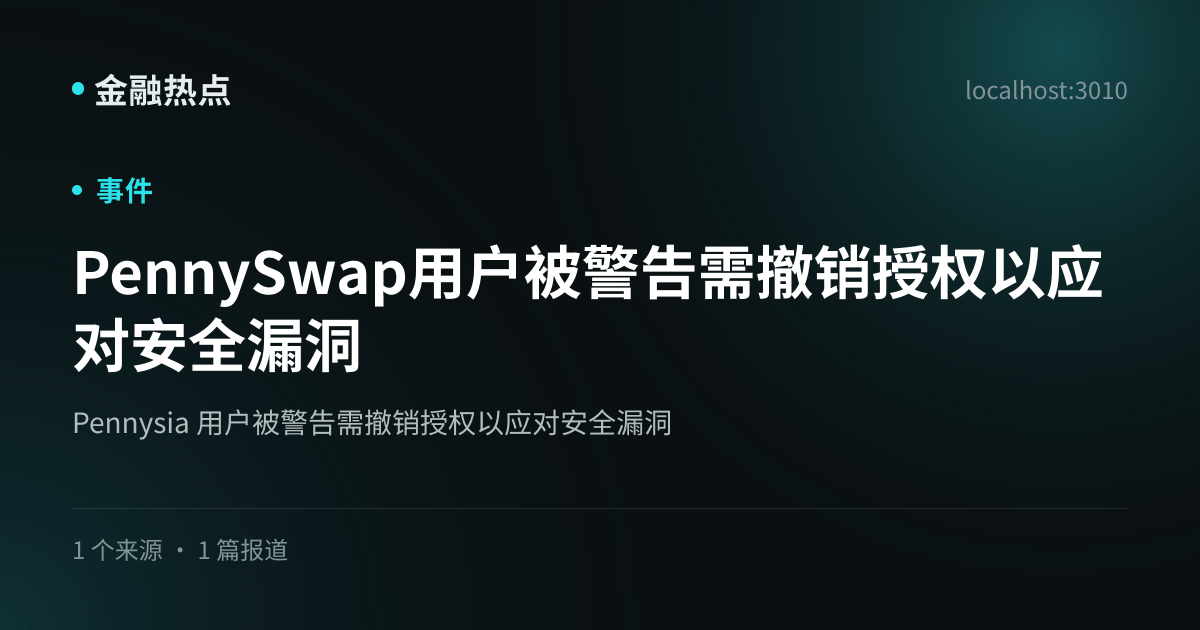 金融热点
localhost:3010
事件
PennySwap用户被警告需撤销授权以应
对安全漏洞
Pennysia 用户被警告需撤销授权以应对安全漏洞
1 个来源 · 1 篇报道